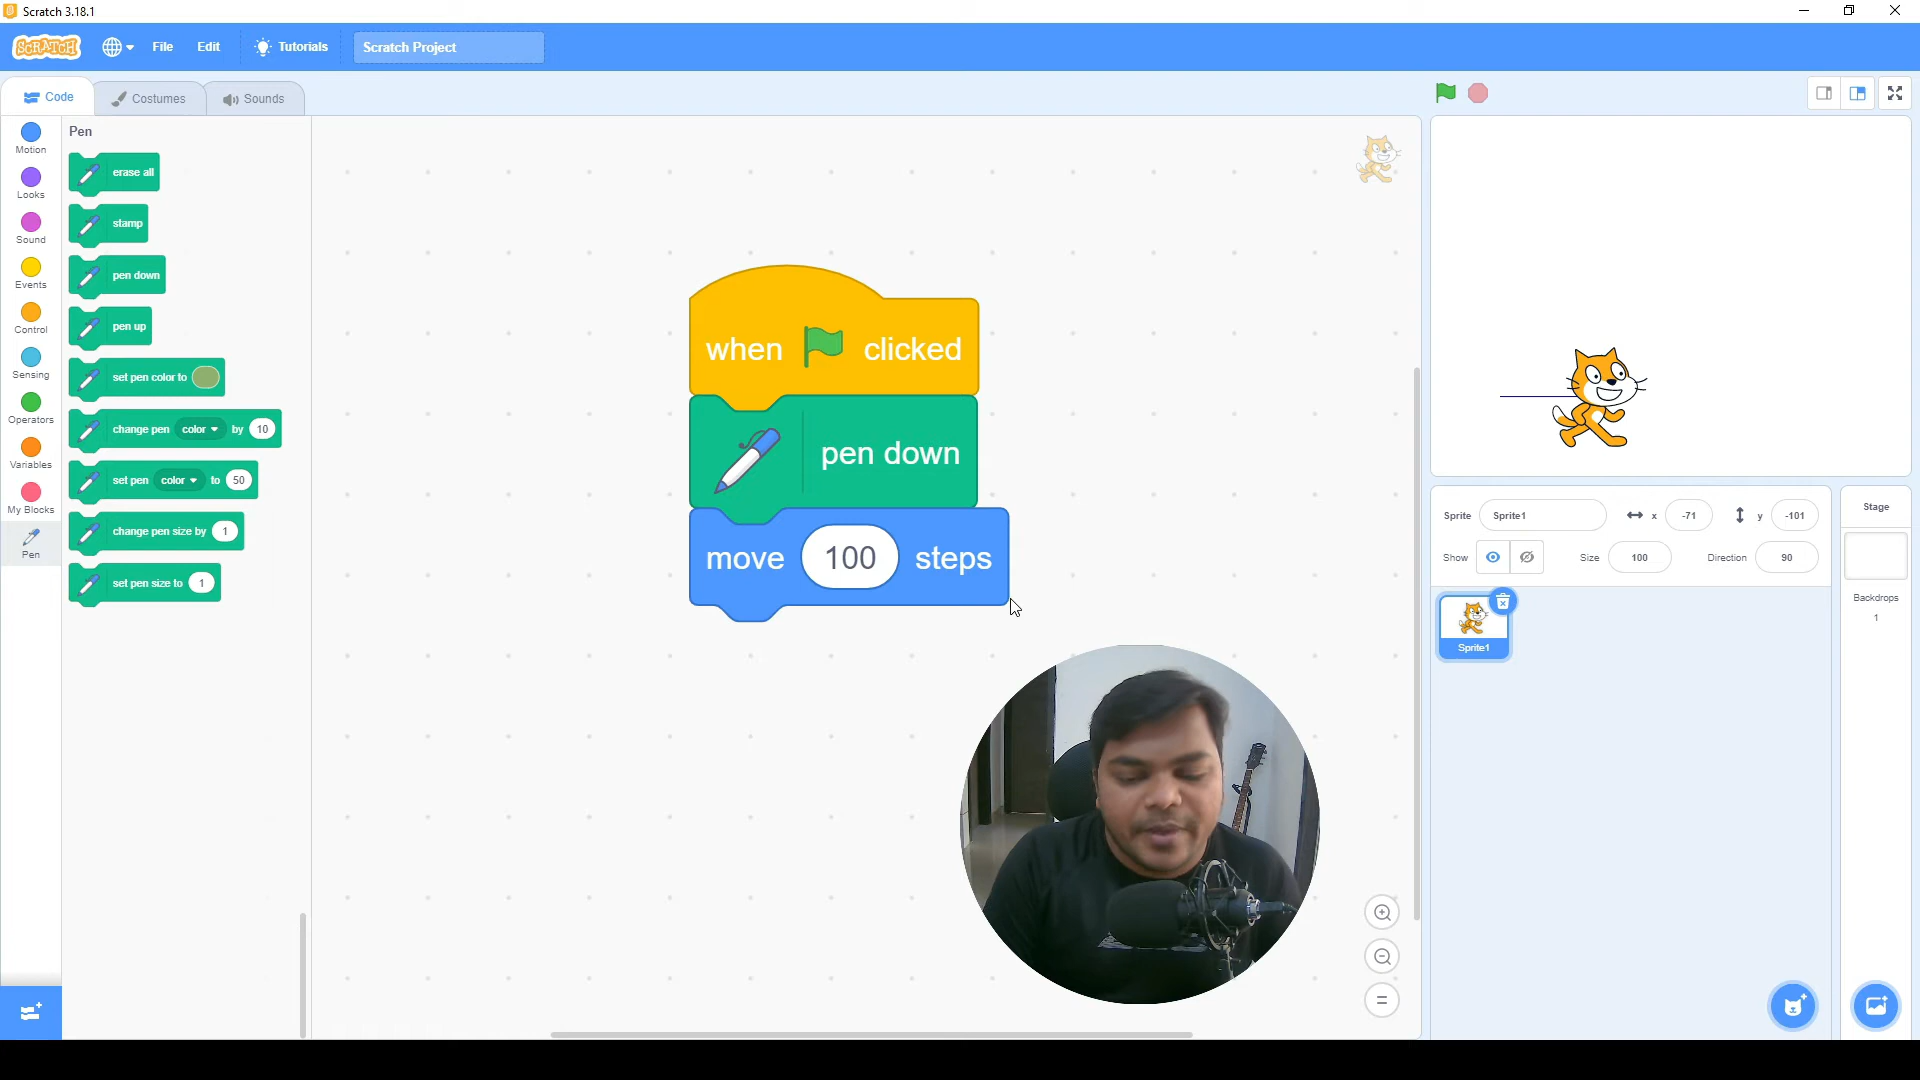 Scratch 3.18.1
SCRATCH
File
Edit
Tutorials
Scratch Project
Code
Costumes
Sounds
Motion
Looks
Sound
Events
Control
Sensing
Operators
Variables
My Blocks
Pen
Pen
erase all
stamp
pen down
pen up
set pen color to
change pen color by 10
set pen color to 50
change pen size by 1
set pen size to 1
when clicked
pen down
move 100 steps
Sprite Sprite1 x -71 y -101
Show Size 100 Direction 90
Sprite1
Stage
Backdrops
1